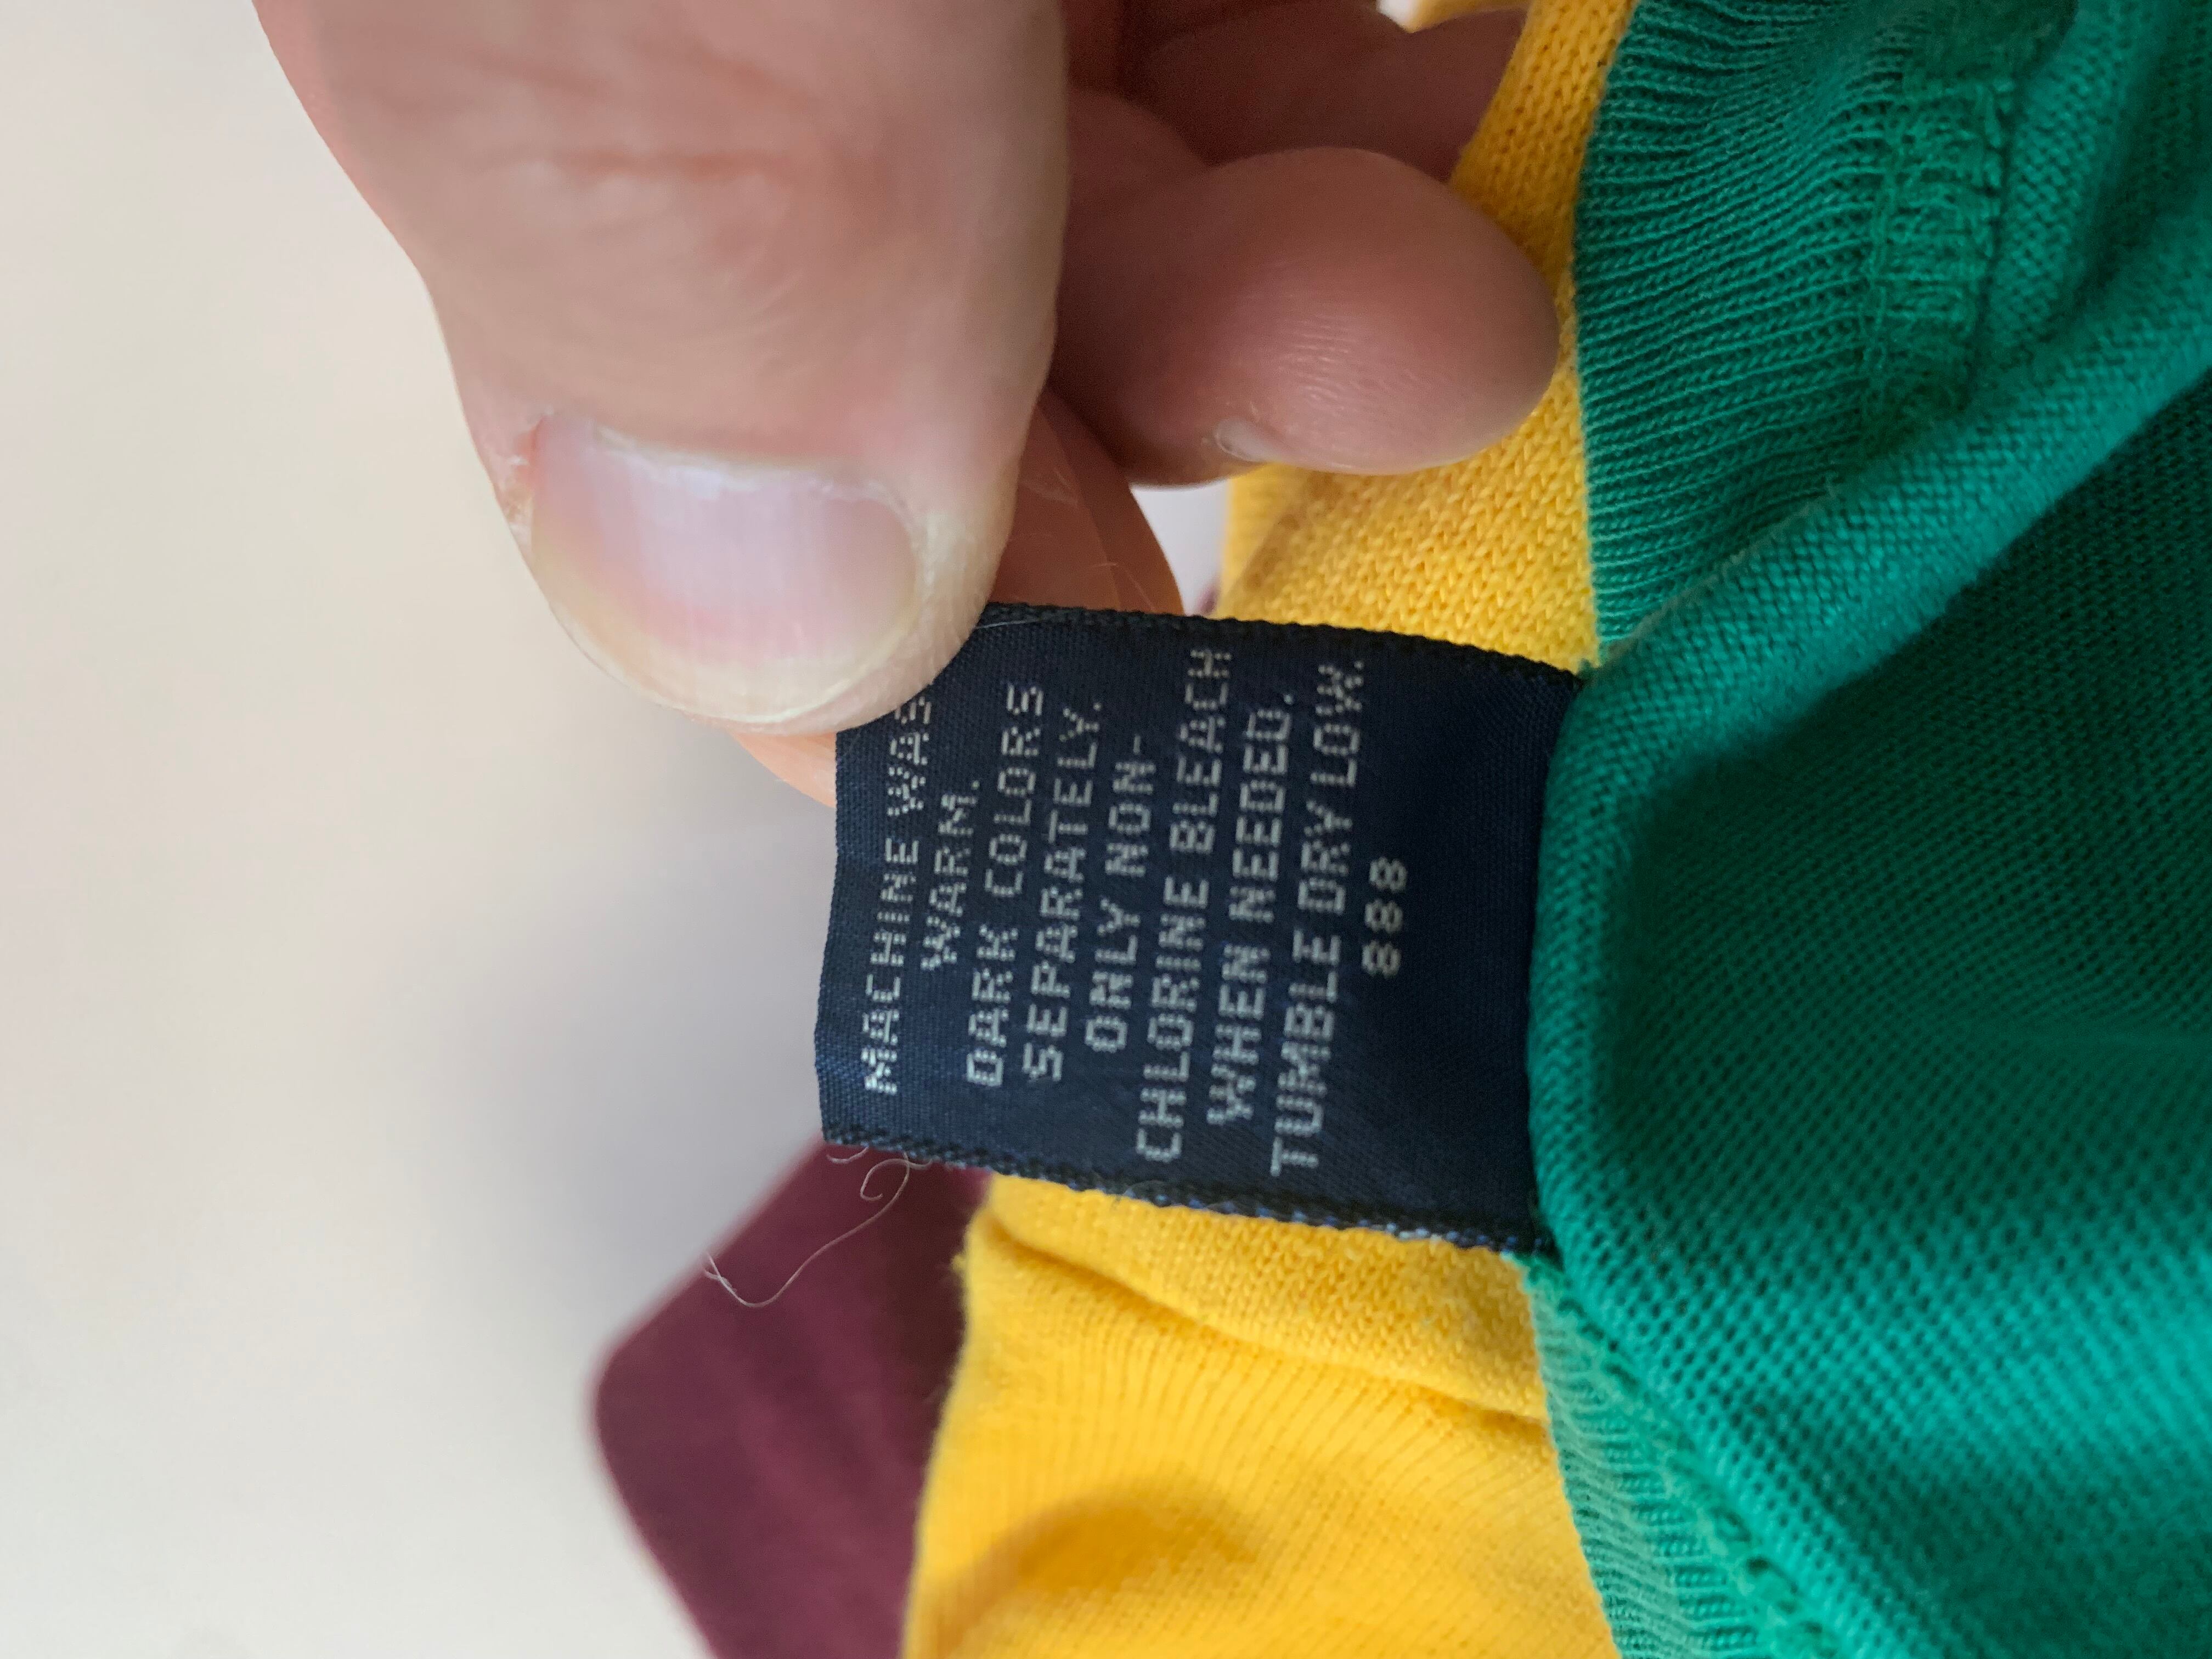 MACHINE WAS
WARM.
DARK COLORS
SEPARATELY.
ONLY NON-
CHLORINE BLEACH
WHEN NEEDED.
TUMBLE DRY LOW.
888